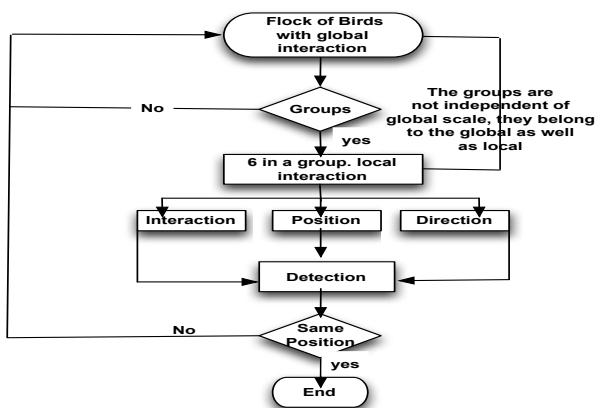 Flock of Birds
with global
interaction
Groups
No
yes
The groups are
not independent of
global scale, they belong
to the global as well
as local
6 in a group. local
interaction
Interaction
Position
Direction
Detection
No
Same
Position
yes
End